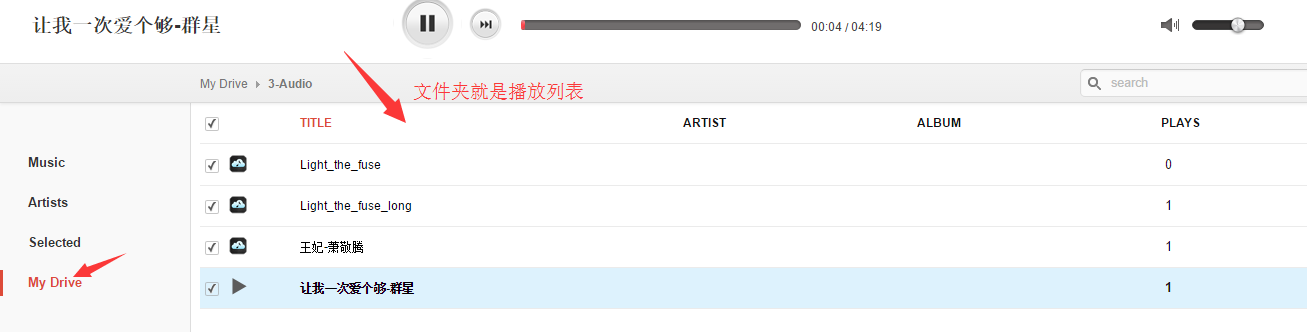 让我一次爱个够-群星
00:04 / 04:19
My Drive 3-Audio
文件夹就是播放列表
search
TITLE ARTIST ALBUM PLAYS
Music
Light_the_fuse 0
Artists
Light_the_fuse_long 1
Selected
王妃-萧敬腾 1
My Drive
让我一次爱个够-群星 1